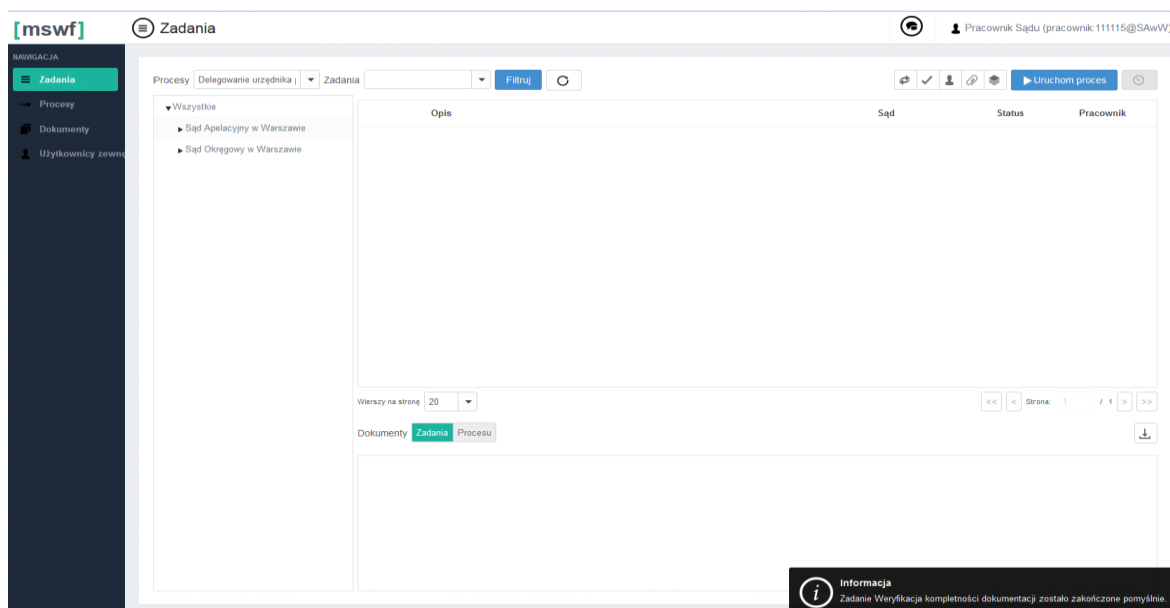 [mswf]
Zadania
Pracownik Sądu (pracownik:111115@SAwW)
NAWIGACJA
Zadania
Procesy
Dokumenty
Użytkownicy zewnę
Procesy Delegowanie urzędnika Zadania Filtruj Uruchom proces
Wszystkie
Sąd Apelacyjny w Warszawie
Sąd Okręgowy w Warszawie
Opis Sąd Status Pracownik
Wierszy na stronę 20 << < Strona: 1 / 1 > >>
Dokumenty Zadania Procesu
Informacja
Zadanie Weryfikacja kompletności dokumentacji zostało zakończone pomyślnie.